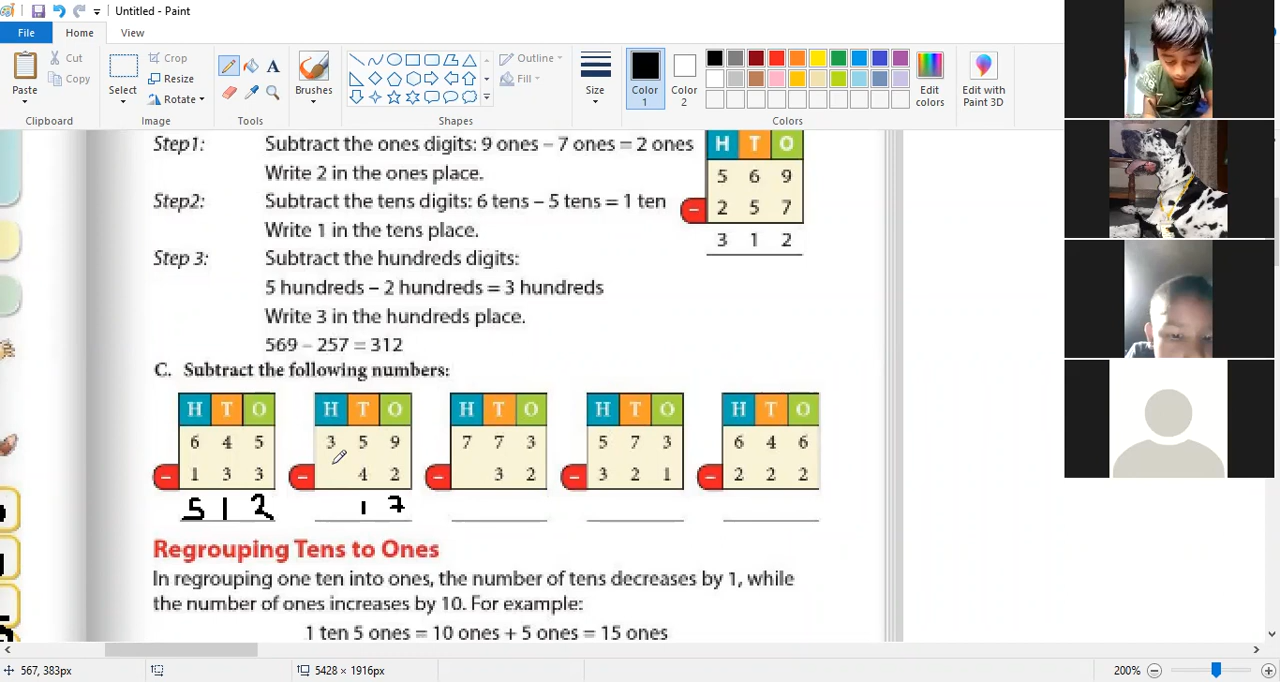 Untitled - Paint
File Home View
Cut
Crop
Outline
Copy
Resize
Fill
Paste
Select
Rotate
Brushes
Size
Color 1
Color 2
Edit colors
Edit with Paint 3D
Clipboard Image Tools Shapes Colors
Step1: Subtract the ones digits: 9 ones – 7 ones = 2 ones
H T O
Write 2 in the ones place.
5 6 9
Step2: Subtract the tens digits: 6 tens – 5 tens = 1 ten
– 2 5 7
Write 1 in the tens place.
3 1 2
Step 3: Subtract the hundreds digits:
5 hundreds – 2 hundreds = 3 hundreds
Write 3 in the hundreds place.
569 – 257 = 312
C. Subtract the following numbers:
H T O H T O H T O H T O H T O
6 4 5 3 5 9 7 7 3 5 7 3 6 4 6
– 1 3 3 – 4 2 – 3 2 – 3 2 1 – 2 2 2
5 1 2 1 7
Regrouping Tens to Ones
In regrouping one ten into ones, the number of tens decreases by 1, while
the number of ones increases by 10. For example:
1 ten 5 ones = 10 ones + 5 ones = 15 ones
567, 383px 5428 × 1916px 200%